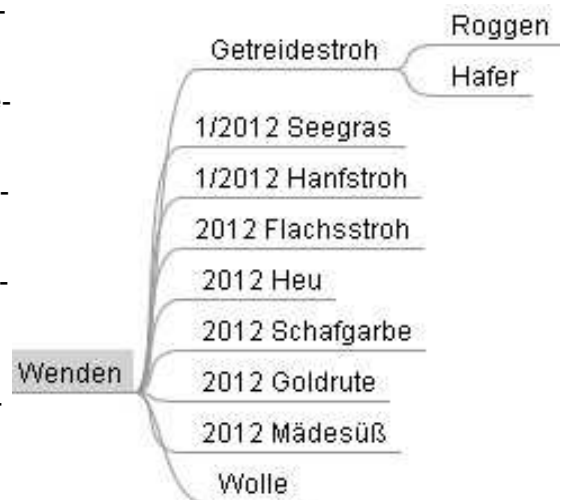 Roggen
Getreidestroh
Hafer
1/2012 Seegras
1/2012 Hanfstroh
2012 Flachsstroh
2012 Heu
2012 Schafgarbe
Wenden
2012 Goldrute
2012 Mädesüß
Wolle